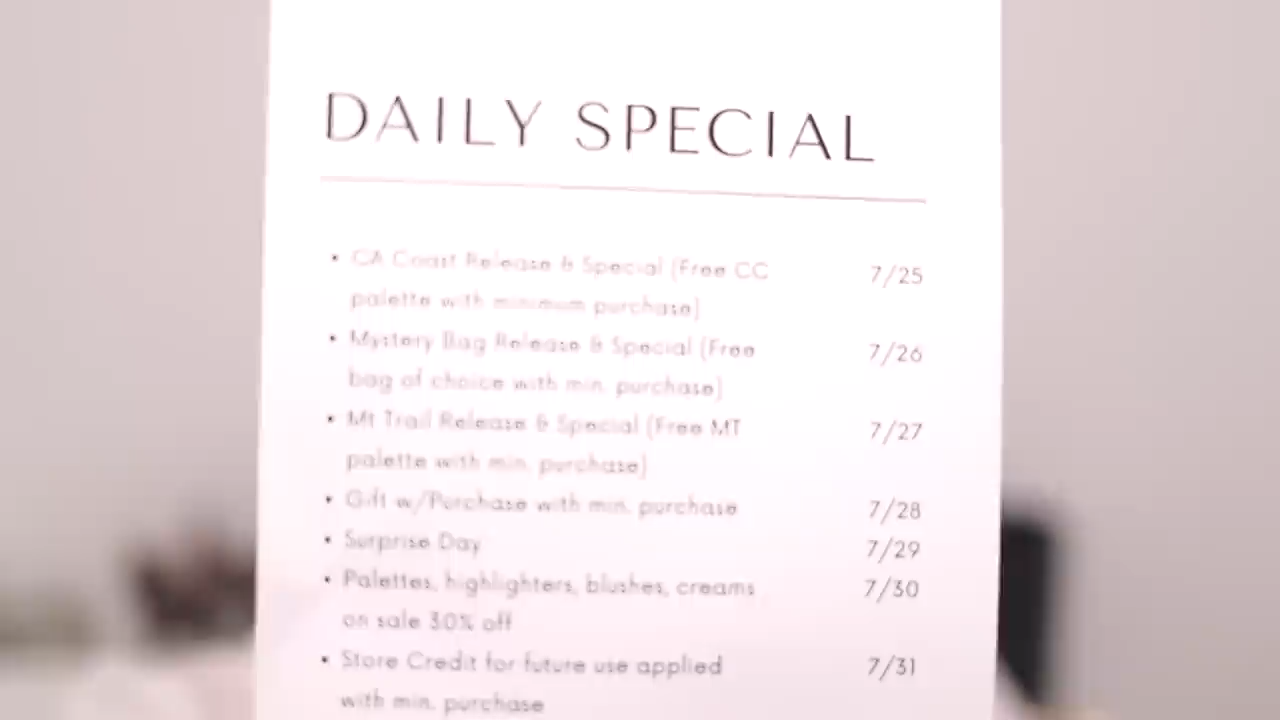 DAILY SPECIAL
• CA Coast Release & Special (Free CC 7/25
palette with minimum purchase)
• Mystery Bag Release & Special (Free 7/26
bag of choice with min. purchase)
• Mt Trail Release & Special (Free MT 7/27
palette with min. purchase)
• Gift w/Purchase with min. purchase 7/28
• Surprise Day 7/29
• Palettes, highlighters, blushes, creams 7/30
on sale 30% off
• Store Credit for future use applied 7/31
with min. purchase